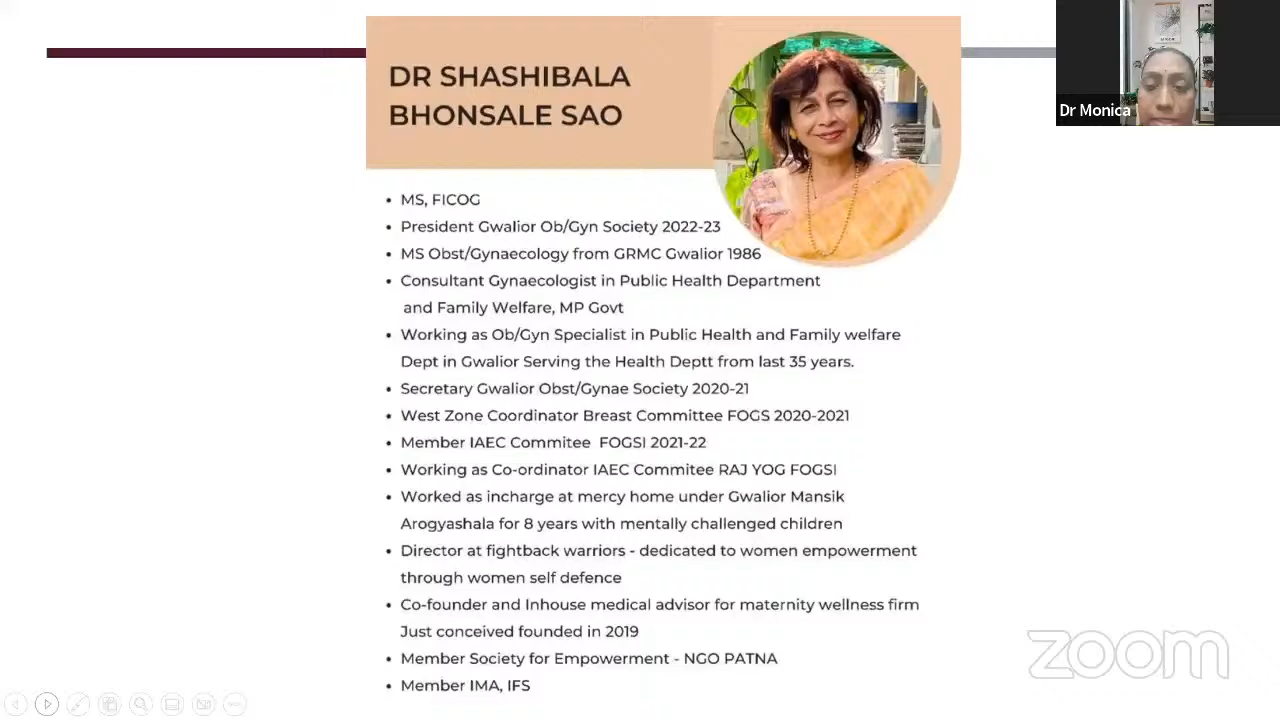 DR SHASHIBALA
BHONSALE SAO
Dr Monica
• MS, FICOG
• President Gwalior Ob/Gyn Society 2022-23
• MS Obst/Gynaecology from GRMC Gwalior 1986
• Consultant Gynaecologist in Public Health Department
and Family Welfare, MP Govt
• Working as Ob/Gyn Specialist in Public Health and Family welfare
Dept in Gwalior Serving the Health Deptt from last 35 years.
• Secretary Gwalior Obst/Gynae Society 2020-21
• West Zone Coordinator Breast Committee FOGS 2020-2021
• Member IAEC Commitee FOGSI 2021-22
• Working as Co-ordinator IAEC Commitee RAJ YOG FOGSI
• Worked as incharge at mercy home under Gwalior Mansik
Arogyashala for 8 years with mentally challenged children
• Director at fightback warriors - dedicated to women empowerment
through women self defence
• Co-founder and Inhouse medical advisor for maternity wellness firm
Just conceived founded in 2019
• Member Society for Empowerment - NGO PATNA
• Member IMA, IFS
zoom